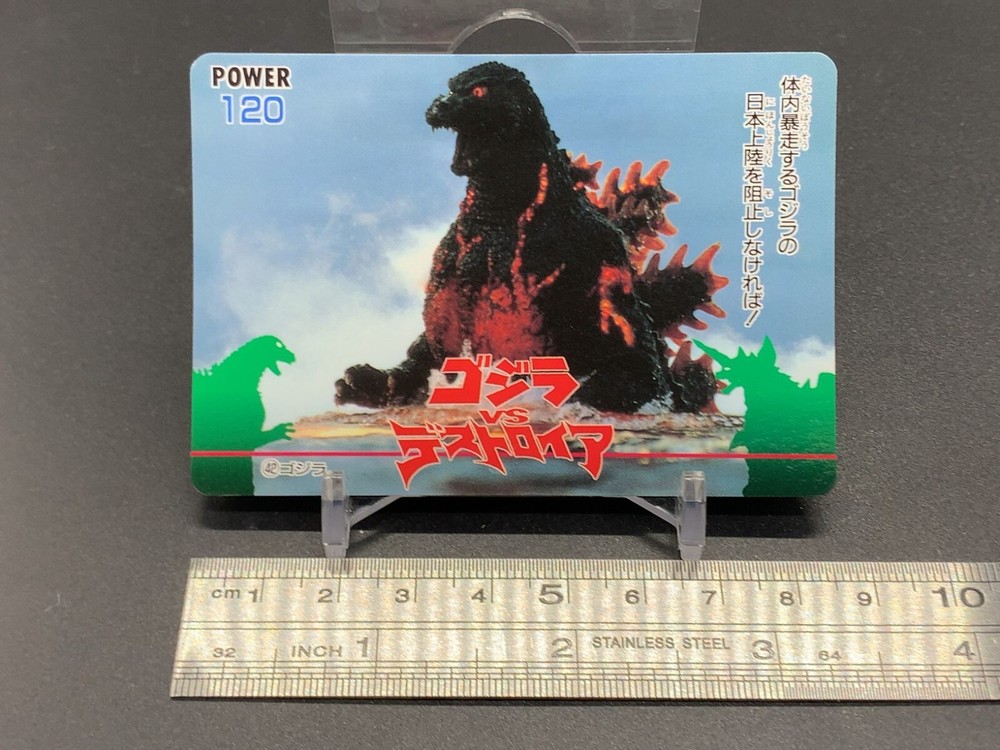 POWER
120
体内暴走するゴジラの
日本上陸を阻止しなければ!
ゴジラ
VS
デストロイア
㊷ゴジラ
cm 1 2 3 4 5 6 7 8 9 10
32 INCH 1 2 STAINLESS STEEL 3 64 4